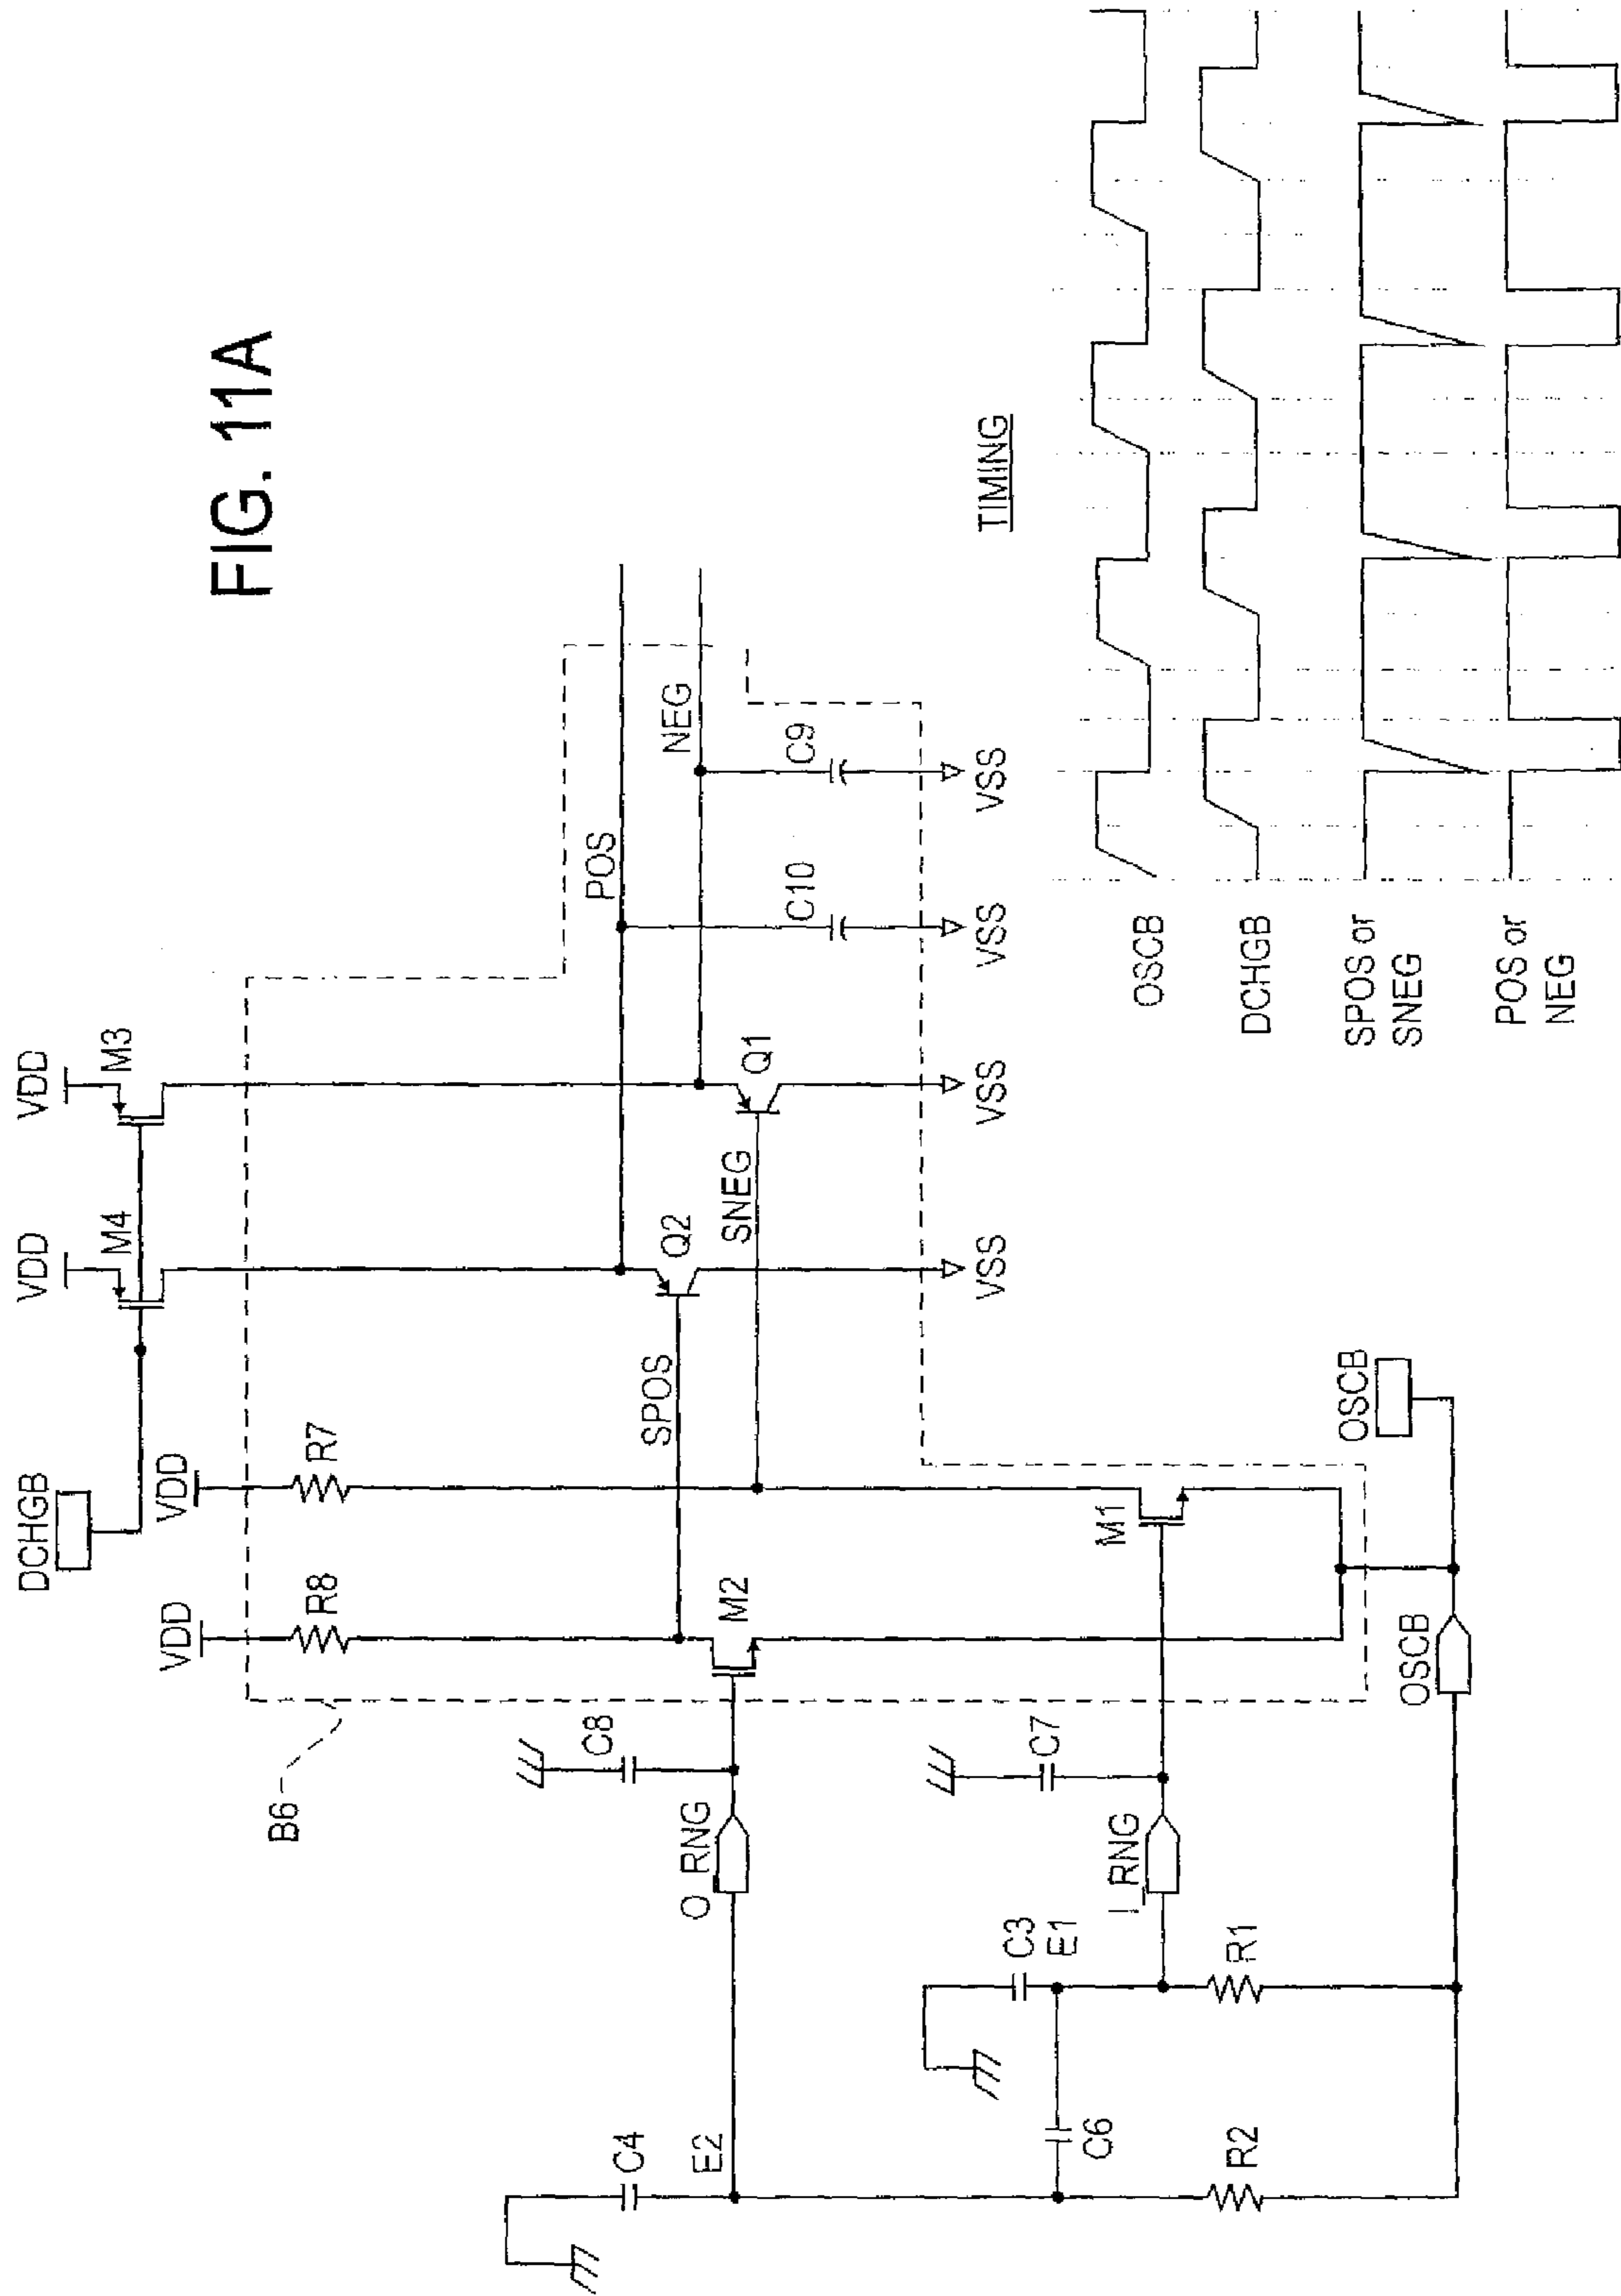 FIG. 11A
DCHGB
VDD
M4
VDD
M3
VDD
R8
VDD
R7
B6
POS
NEG
SPOS
Q2
SNEG
Q1
C10
C9
VSS
VSS
VSS
VSS
C8
M2
O_RNG
C4
E2
C7
M1
I_RNG
C3
E1
C6
R2
R1
OSCB
OSCB
TIMING
OSCB
DCHGB
SPOS or
SNEG
POS or
NEG